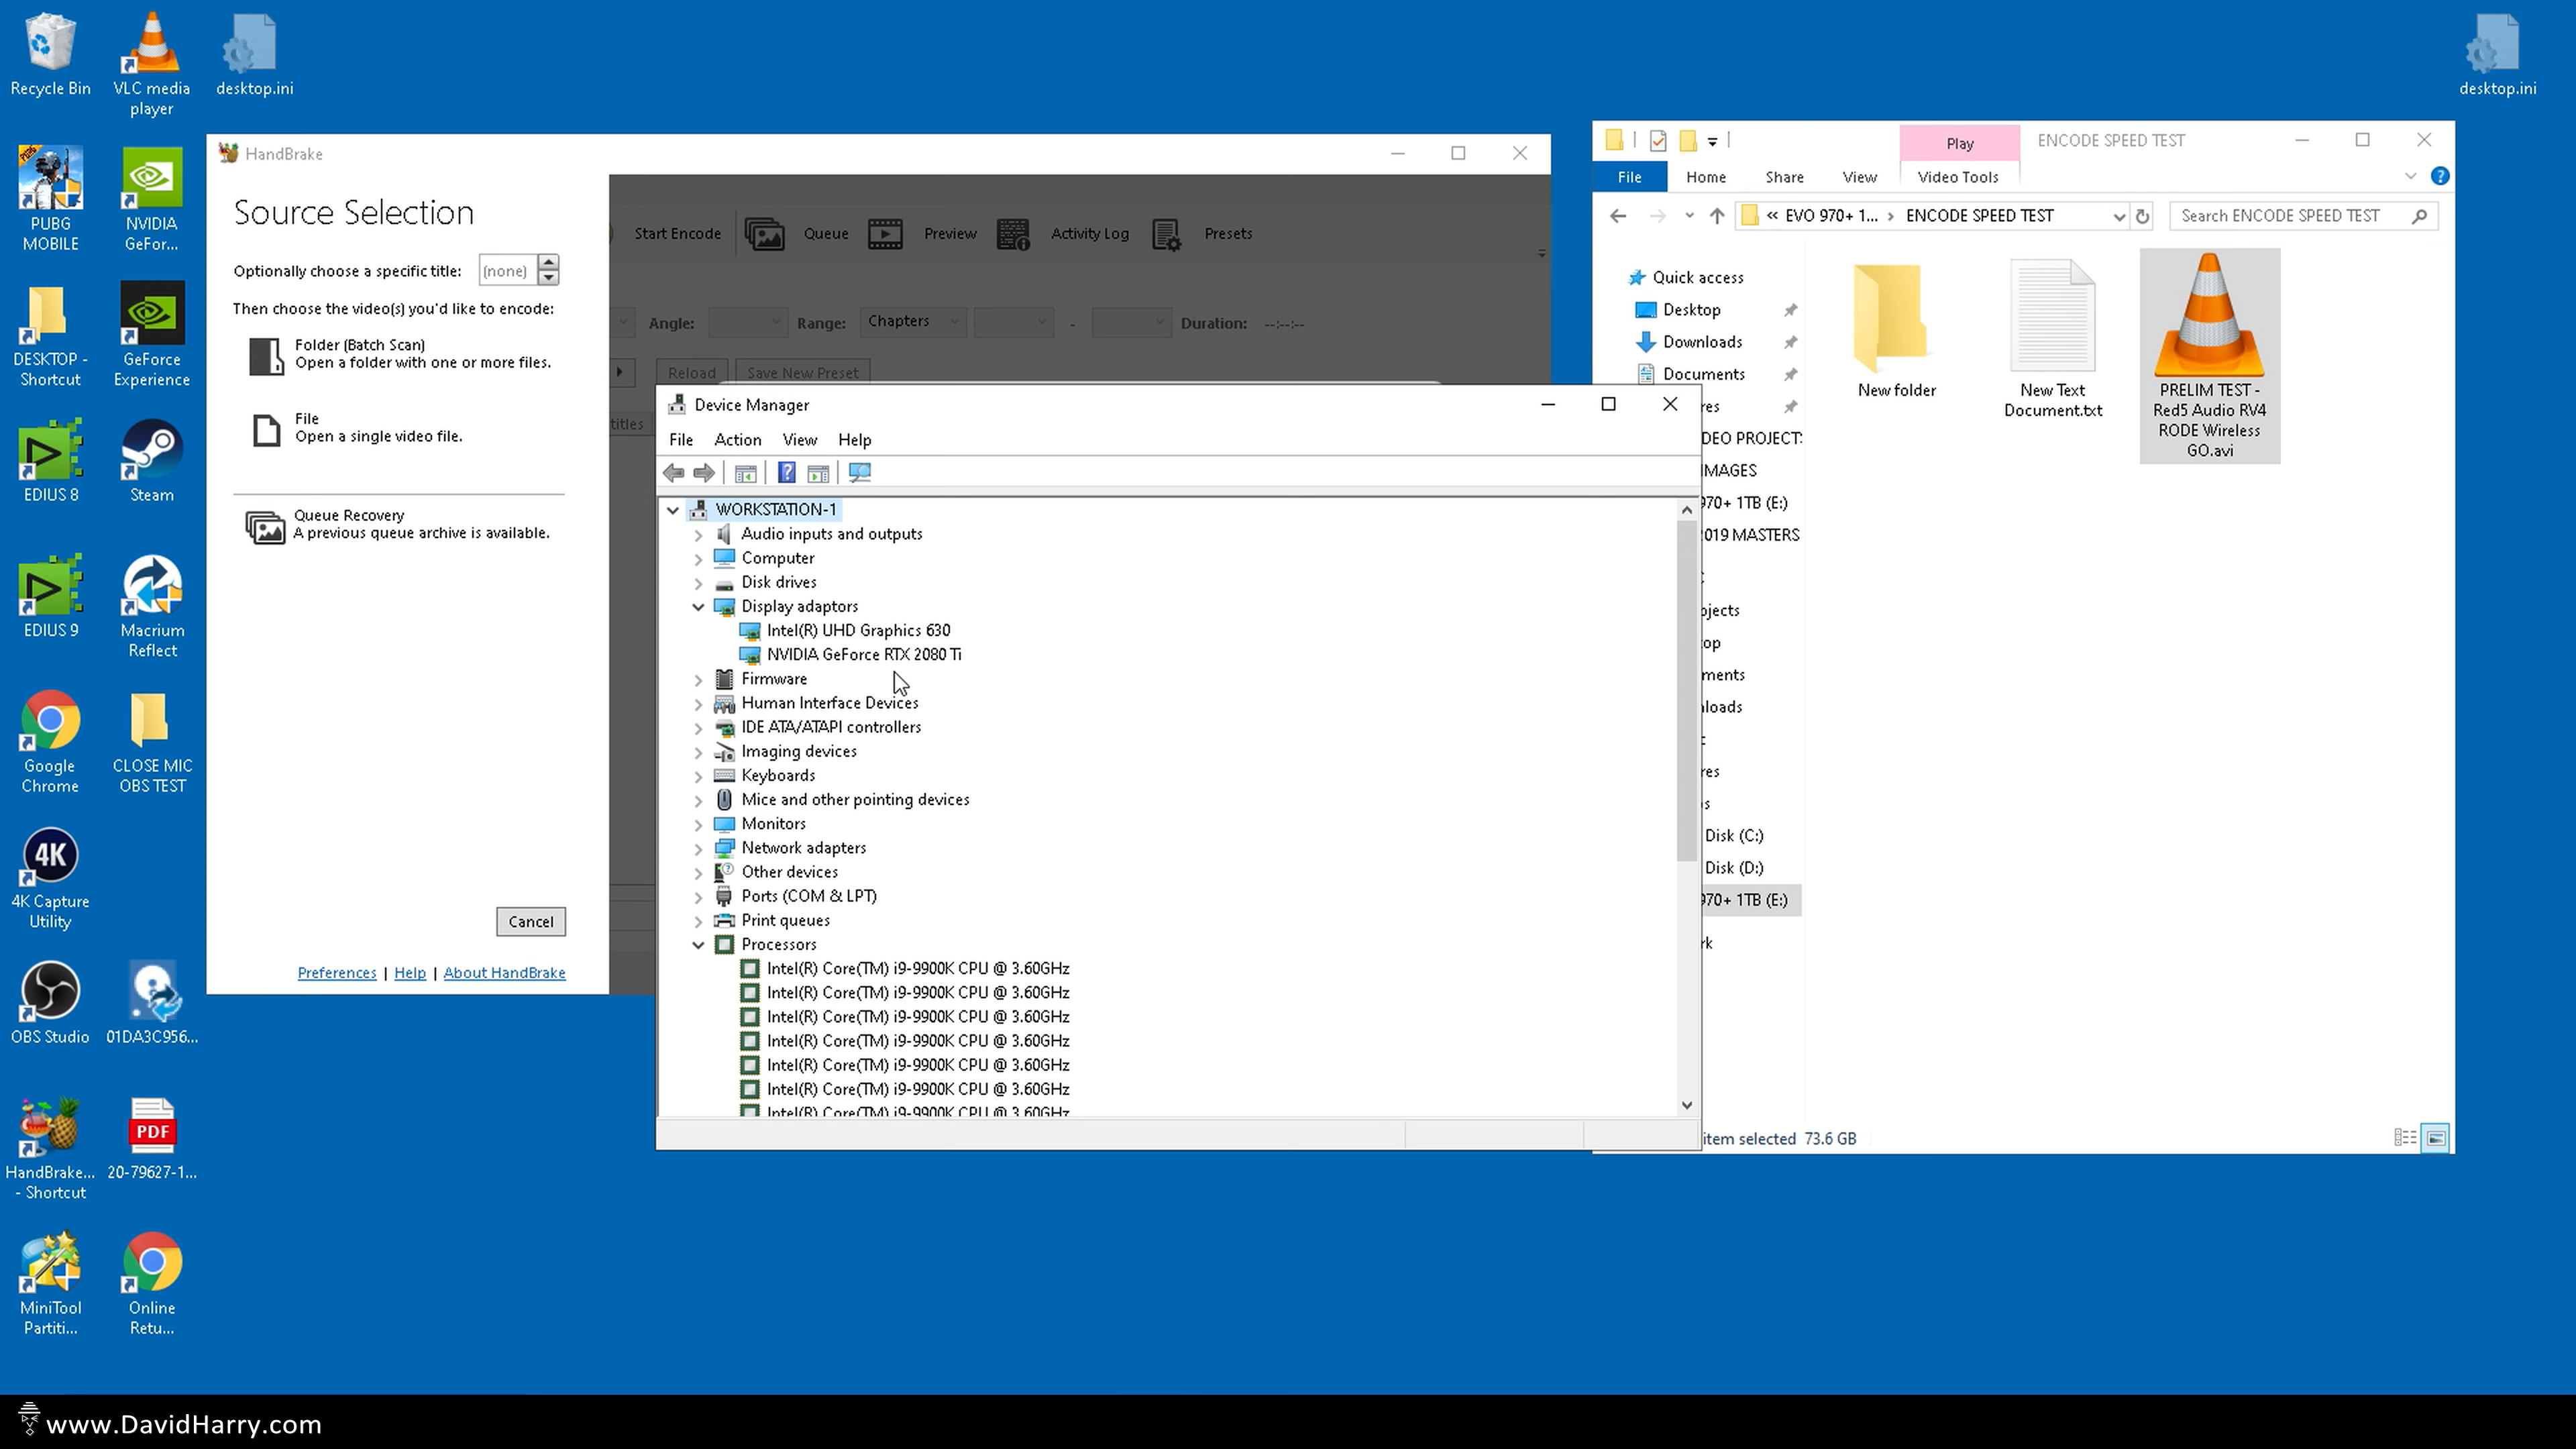 Recycle Bin
VLC media
player
desktop.ini
desktop.ini
PUBG
MOBILE
NVIDIA
GeFor...
DESKTOP -
Shortcut
GeForce
Experience
EDIUS 8
Steam
EDIUS 9
Macrium
Reflect
Google
Chrome
CLOSE MIC
OBS TEST
4K
4K Capture
Utility
OBS Studio
01DA3C956...
HandBrake...
- Shortcut
PDF
20-79627-1...
MiniTool
Partiti...
Online
Retu...
HandBrake
Source Selection
Optionally choose a specific title: (none)
Then choose the video(s) you'd like to encode:
Folder (Batch Scan)
Open a folder with one or more files.
File
Open a single video file.
Queue Recovery
A previous queue archive is available.
Cancel
Preferences | Help | About HandBrake
Start Encode Queue Preview Activity Log Presets
Angle: Range: Chapters - Duration: --:--:--
Reload Save New Preset
titles
Device Manager
File Action View Help
WORKSTATION-1
Audio inputs and outputs
Computer
Disk drives
Display adaptors
Intel(R) UHD Graphics 630
NVIDIA GeForce RTX 2080 Ti
Firmware
Human Interface Devices
IDE ATA/ATAPI controllers
Imaging devices
Keyboards
Mice and other pointing devices
Monitors
Network adapters
Other devices
Ports (COM & LPT)
Print queues
Processors
Intel(R) Core(TM) i9-9900K CPU @ 3.60GHz
Intel(R) Core(TM) i9-9900K CPU @ 3.60GHz
Intel(R) Core(TM) i9-9900K CPU @ 3.60GHz
Intel(R) Core(TM) i9-9900K CPU @ 3.60GHz
Intel(R) Core(TM) i9-9900K CPU @ 3.60GHz
Intel(R) Core(TM) i9-9900K CPU @ 3.60GHz
Intel(R) Core(TM) i9-9900K CPU @ 3.60GHz
Play ENCODE SPEED TEST
File Home Share View Video Tools
« EVO 970+ 1... › ENCODE SPEED TEST Search ENCODE SPEED TEST
Quick access
Desktop
Downloads
Documents
res
DEO PROJECTS
IMAGES
970+ 1TB (E:)
2019 MASTERS
ojects
top
ments
loads
res
s
Disk (C:)
Disk (D:)
970+ 1TB (E:)
rk
New folder
New Text
Document.txt
PRELIM TEST -
Red5 Audio RV4
RODE Wireless
GO.avi
item selected 73.6 GB
www.DavidHarry.com